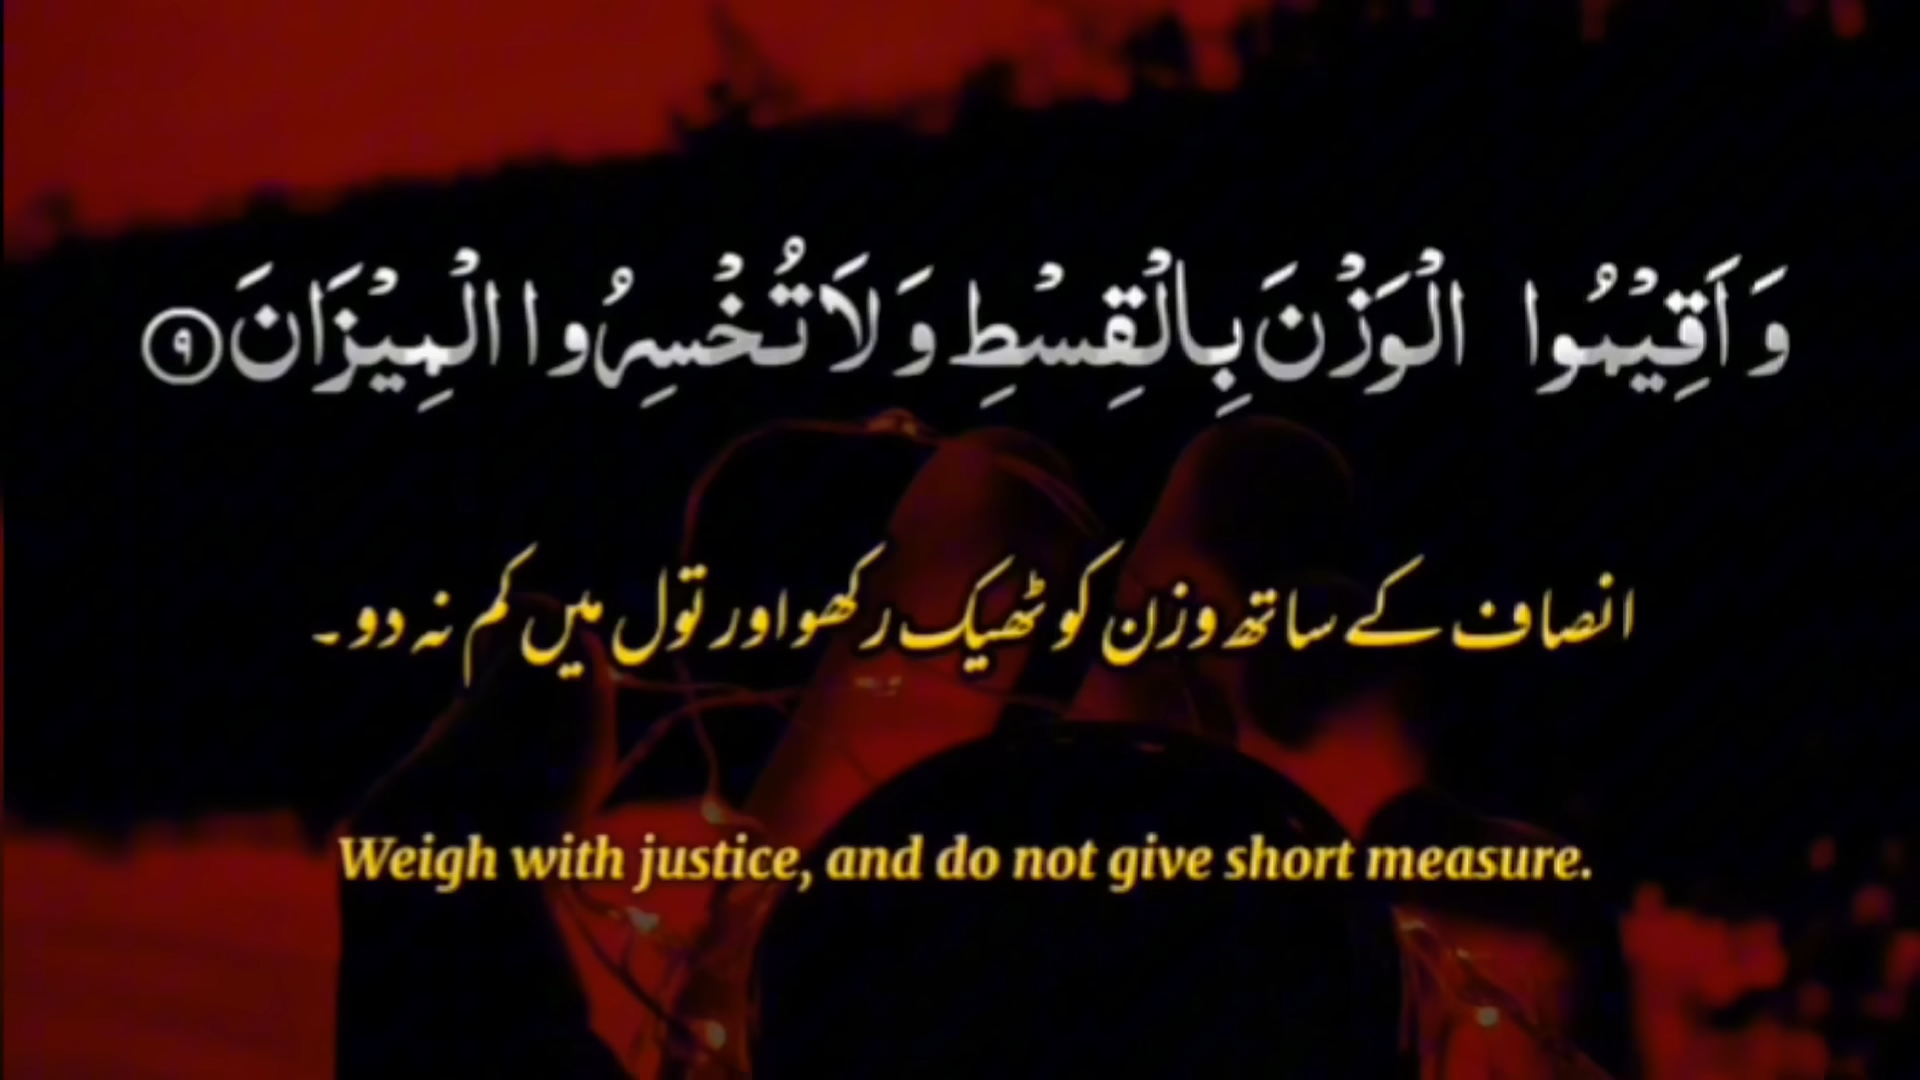 وَاَقِيْمُوا الْوَزْنَ بِالْقِسْطِ وَلَا تُخْسِرُوا الْمِيْزَانَ ۹
انصاف کے ساتھ وزن کو ٹھیک رکھو اور تول میں کم نہ دو۔
Weigh with justice, and do not give short measure.